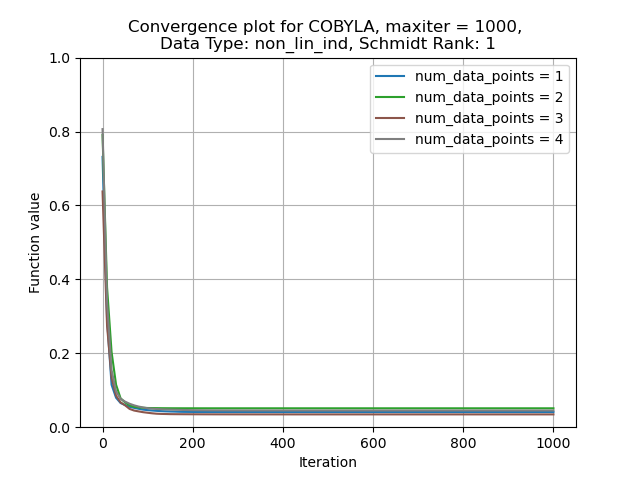 Convergence plot for COBYLA, maxiter = 1000,
Data Type: non_lin_ind, Schmidt Rank: 1
num_data_points = 1
num_data_points = 2
num_data_points = 3
num_data_points = 4
Function value
1.0
0.8
0.6
0.4
0.2
0.0
0 200 400 600 800 1000
Iteration